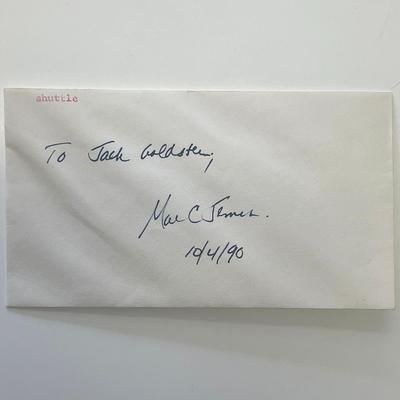 shuttle
To Jack Goldstein,
Mae C Jemison.
10/4/90